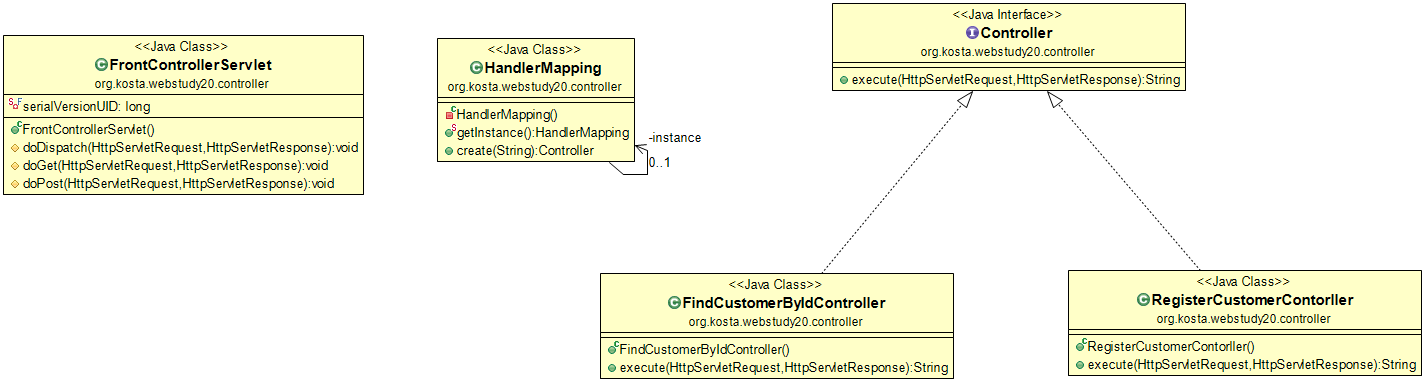 <<Java Class>>
FrontControllerServlet
org.kosta.webstudy20.controller
serialVersionUID: long
FrontControllerServlet()
doDispatch(HttpServletRequest,HttpServletResponse):void
doGet(HttpServletRequest,HttpServletResponse):void
doPost(HttpServletRequest,HttpServletResponse):void
<<Java Class>>
HandlerMapping
org.kosta.webstudy20.controller
HandlerMapping()
getInstance():HandlerMapping
create(String):Controller
-instance
0..1
<<Java Interface>>
Controller
org.kosta.webstudy20.controller
execute(HttpServletRequest,HttpServletResponse):String
<<Java Class>>
FindCustomerByIdController
org.kosta.webstudy20.controller
FindCustomerByIdController()
execute(HttpServletRequest,HttpServletResponse):String
<<Java Class>>
RegisterCustomerContorller
org.kosta.webstudy20.controller
RegisterCustomerContorller()
execute(HttpServletRequest,HttpServletResponse):String